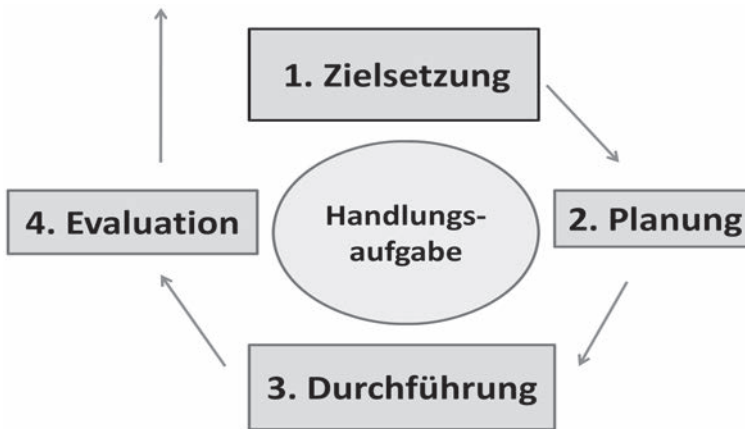 1. Zielsetzung
2. Planung
3. Durchführung
4. Evaluation
Handlungs-
aufgabe